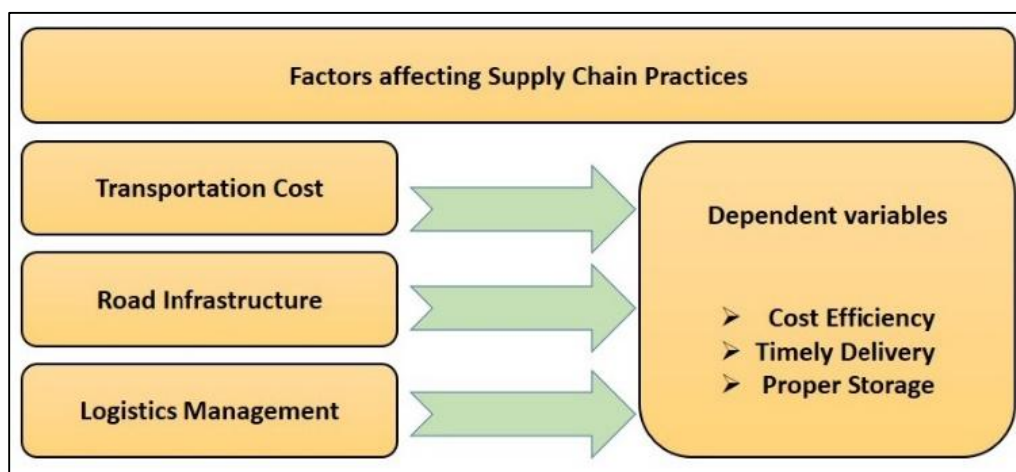 Factors affecting Supply Chain Practices
Transportation Cost
Road Infrastructure
Logistics Management
Dependent variables
➢ Cost Efficiency
➢ Timely Delivery
➢ Proper Storage